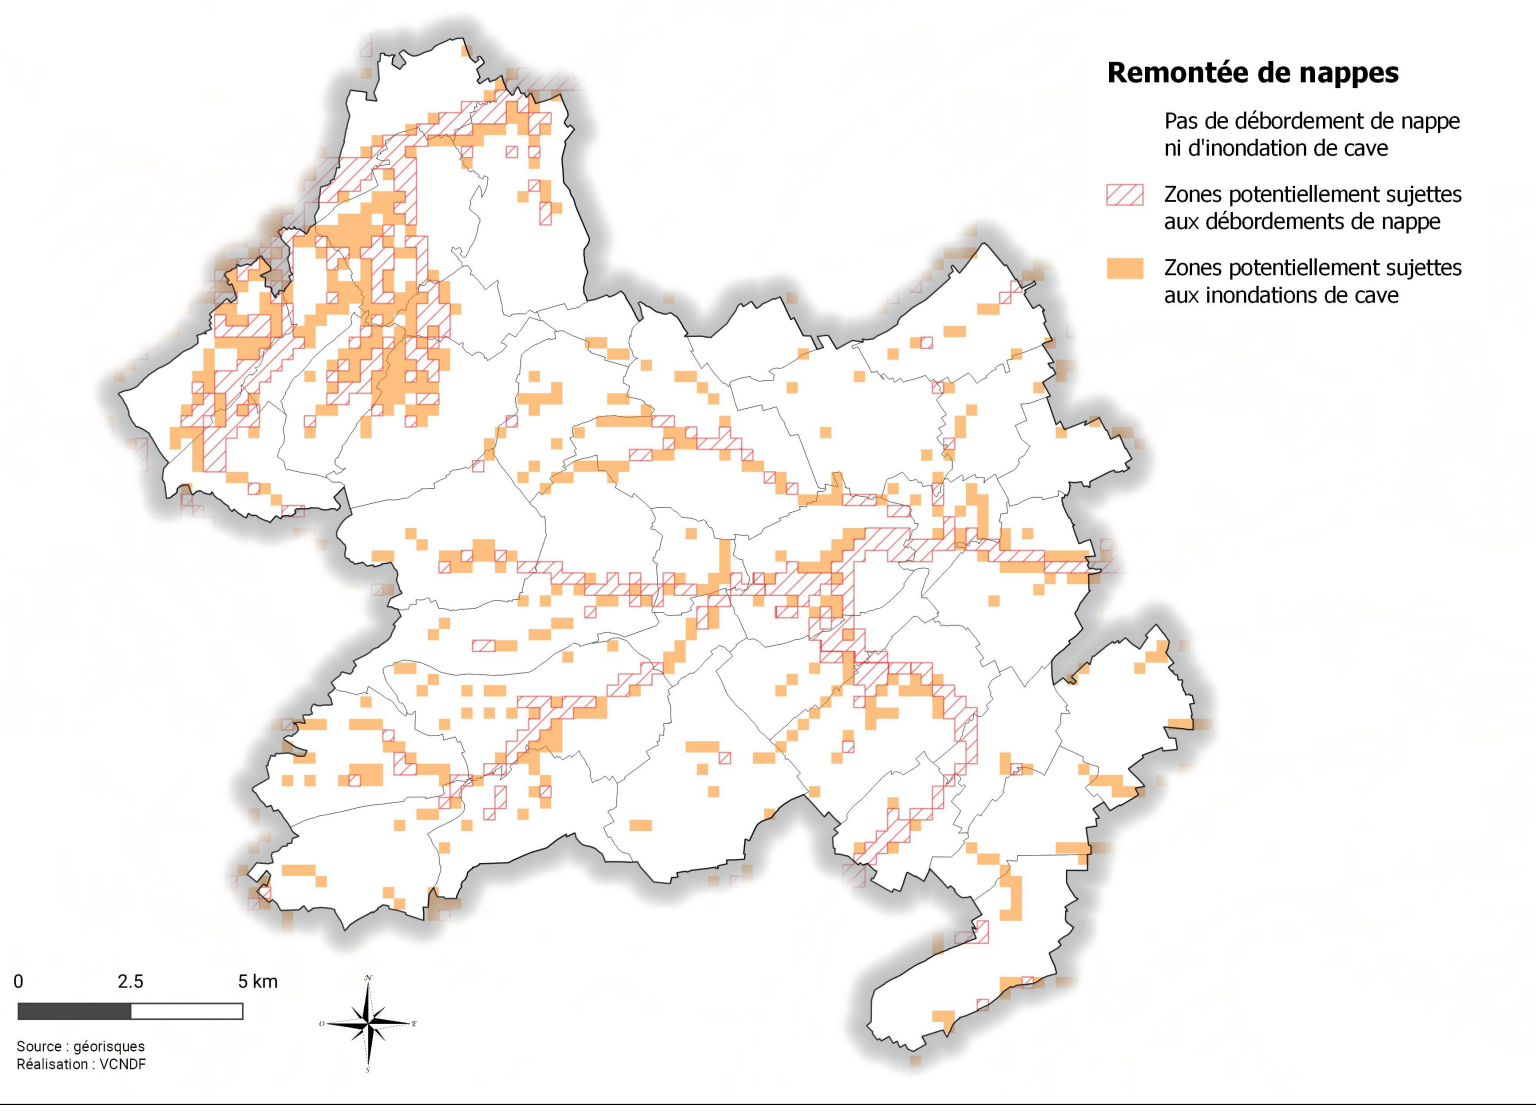 Remontée de nappes
Pas de débordement de nappe
ni d'inondation de cave
Zones potentiellement sujettes
aux débordements de nappe
Zones potentiellement sujettes
aux inondations de cave
0 2.5 5 km
N
O E
S
Source : géorisques
Réalisation : VCNDF